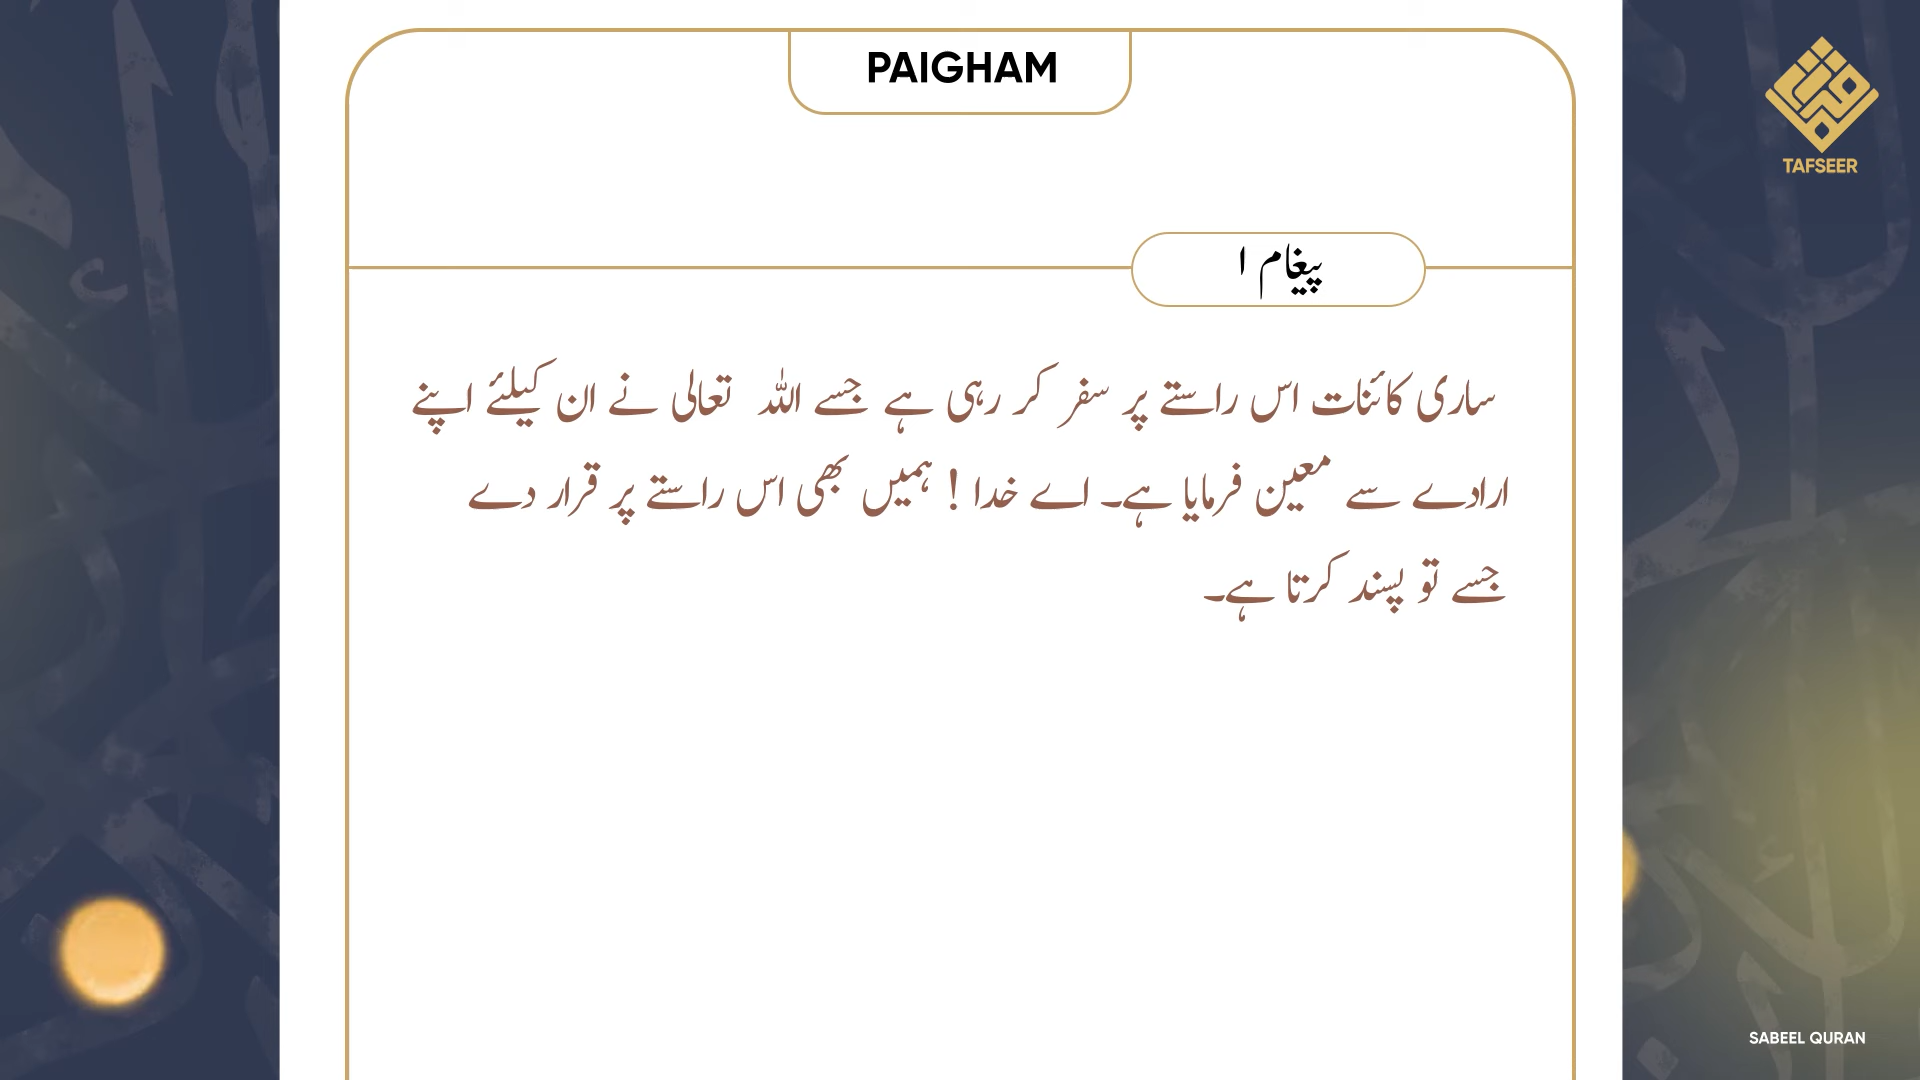 PAIGHAM
TAFSEER
پیغام ۱
ساری کائنات اس راستے پر سفر کر رہی ہے جسے اللہ تعالی نے ان کیلئے اپنے
ارادے سے معین فرمایا ہے۔ اے خدا ! ہمیں بھی اس راستے پر قرار دے
جسے تو پسند کرتا ہے۔
SABEEL QURAN